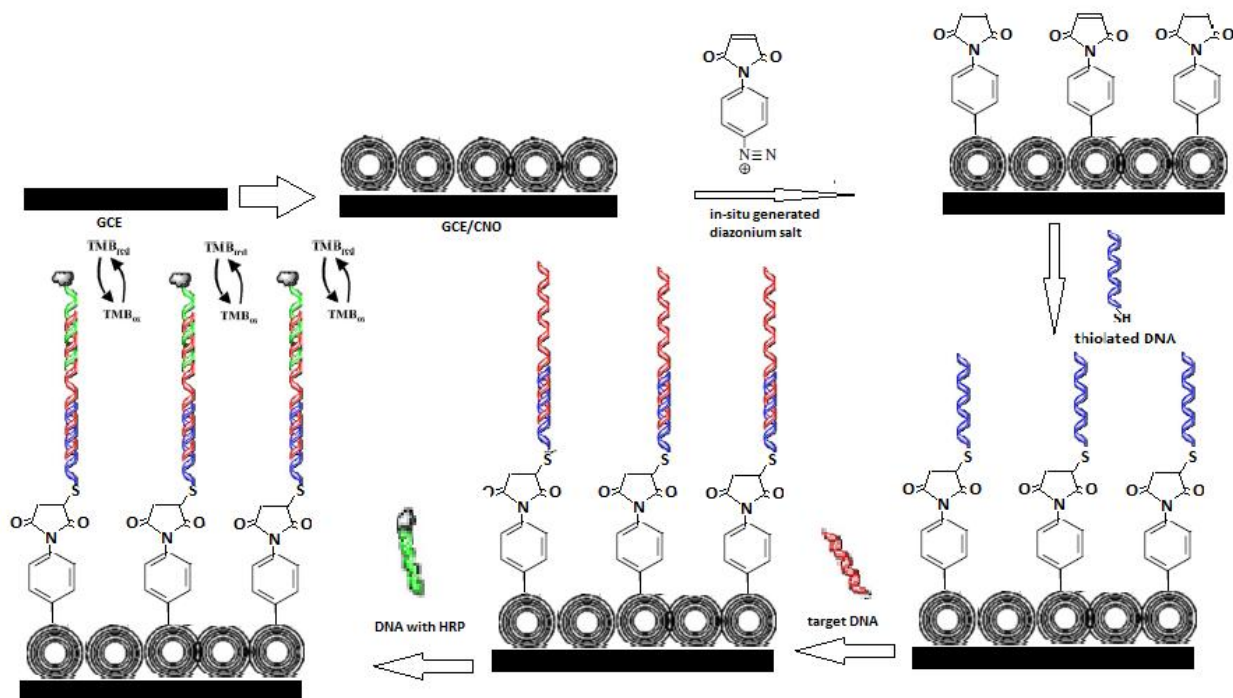 O O O O O O
O O
N N N
N
N≡N
⊕
GCE
GCE/CNO
in-situ generated
diazonium salt
TMBred TMBred TMBred
TMBox TMBox TMBox
SH
thiolated DNA
S S S
O O O O O O
N N N
S S S
O O O O O O
N N N
S S S
O O O O O O
N N N
DNA with HRP
target DNA